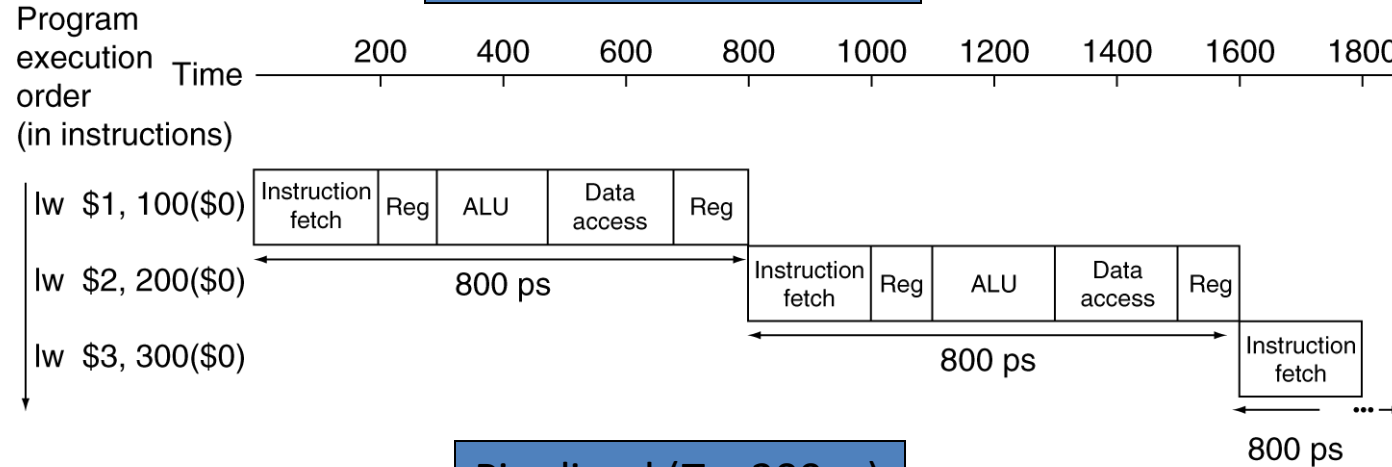 Program
execution
order
(in instructions)
Time
200 400 600 800 1000 1200 1400 1600 1800
lw $1, 100($0)
Instruction
fetch
Reg
ALU
Data
access
Reg
800 ps
lw $2, 200($0)
Instruction
fetch
Reg
ALU
Data
access
Reg
800 ps
lw $3, 300($0)
Instruction
fetch
...
800 ps